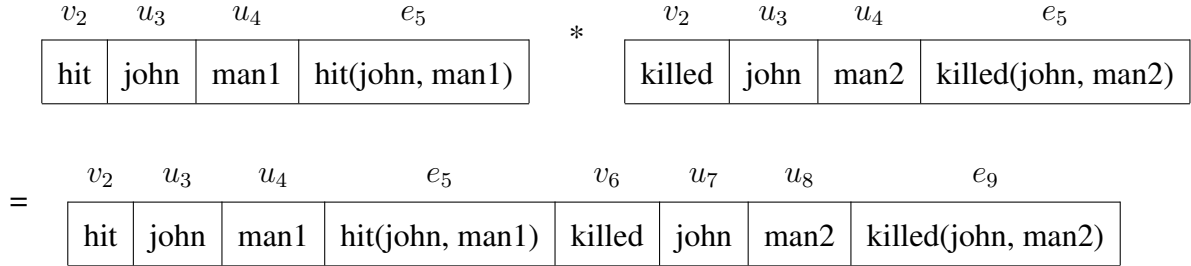 v₂ u₃ u₄ e₅ v₂ u₃ u₄ e₅
hit john man1 hit(john, man1) * killed john man2 killed(john, man2)
v₂ u₃ u₄ e₅ v₆ u₇ u₈ e₉
= hit john man1 hit(john, man1) killed john man2 killed(john, man2)